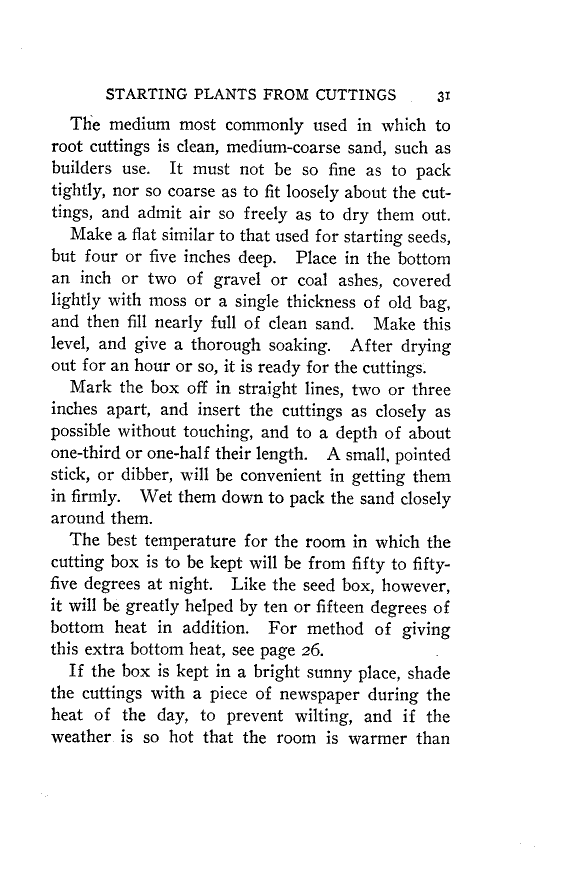 STARTING PLANTS FROM CUTTINGS 31
The medium most commonly used in which to
root cuttings is clean, medium-coarse sand, such as
builders use. It must not be so fine as to pack
tightly, nor so coarse as to fit loosely about the cut-
tings, and admit air so freely as to dry them out.
Make a flat similar to that used for starting seeds,
but four or five inches deep. Place in the bottom
an inch or two of gravel or coal ashes, covered
lightly with moss or a single thickness of old bag,
and then fill nearly full of clean sand. Make this
level, and give a thorough soaking. After drying
out for an hour or so, it is ready for the cuttings.
Mark the box off in straight lines, two or three
inches apart, and insert the cuttings as closely as
possible without touching, and to a depth of about
one-third or one-half their length. A small, pointed
stick, or dibber, will be convenient in getting them
in firmly. Wet them down to pack the sand closely
around them.
The best temperature for the room in which the
cutting box is to be kept will be from fifty to fifty-
five degrees at night. Like the seed box, however,
it will be greatly helped by ten or fifteen degrees of
bottom heat in addition. For method of giving
this extra bottom heat, see page 26.
If the box is kept in a bright sunny place, shade
the cuttings with a piece of newspaper during the
heat of the day, to prevent wilting, and if the
weather is so hot that the room is warmer than